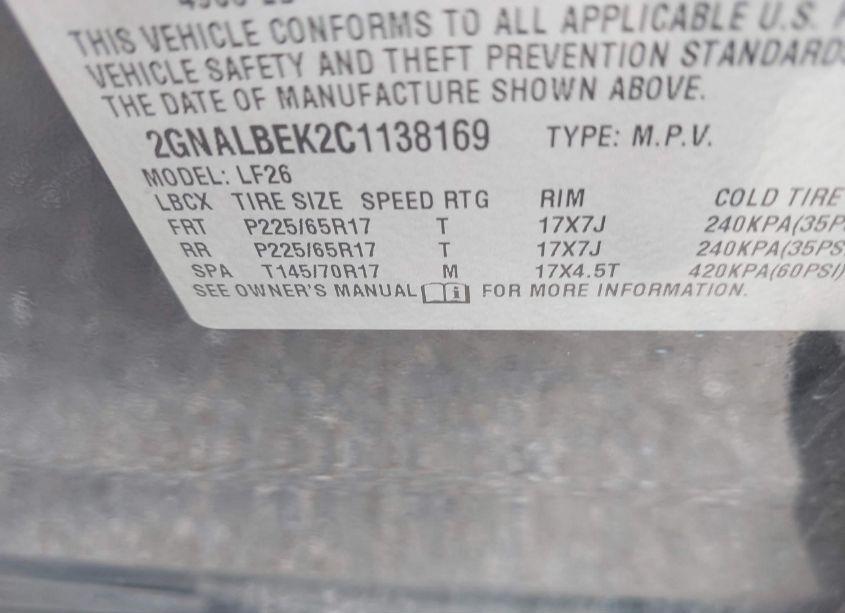 THIS VEHICLE CONFORMS TO ALL APPLICABLE U.S.
VEHICLE SAFETY AND THEFT PREVENTION STANDARDS
THE DATE OF MANUFACTURE SHOWN ABOVE.
2GNALBEK2C1138169 TYPE: M.P.V.
MODEL: LF26
LBCX TIRE SIZE SPEED RTG RIM COLD TIRE
FRT P225/65R17 T 17X7J 240KPA(35P
RR P225/65R17 T 17X7J 240KPA(35PS
SPA T145/70R17 M 17X4.5T 420KPA(60PSI)
SEE OWNER'S MANUAL FOR MORE INFORMATION.